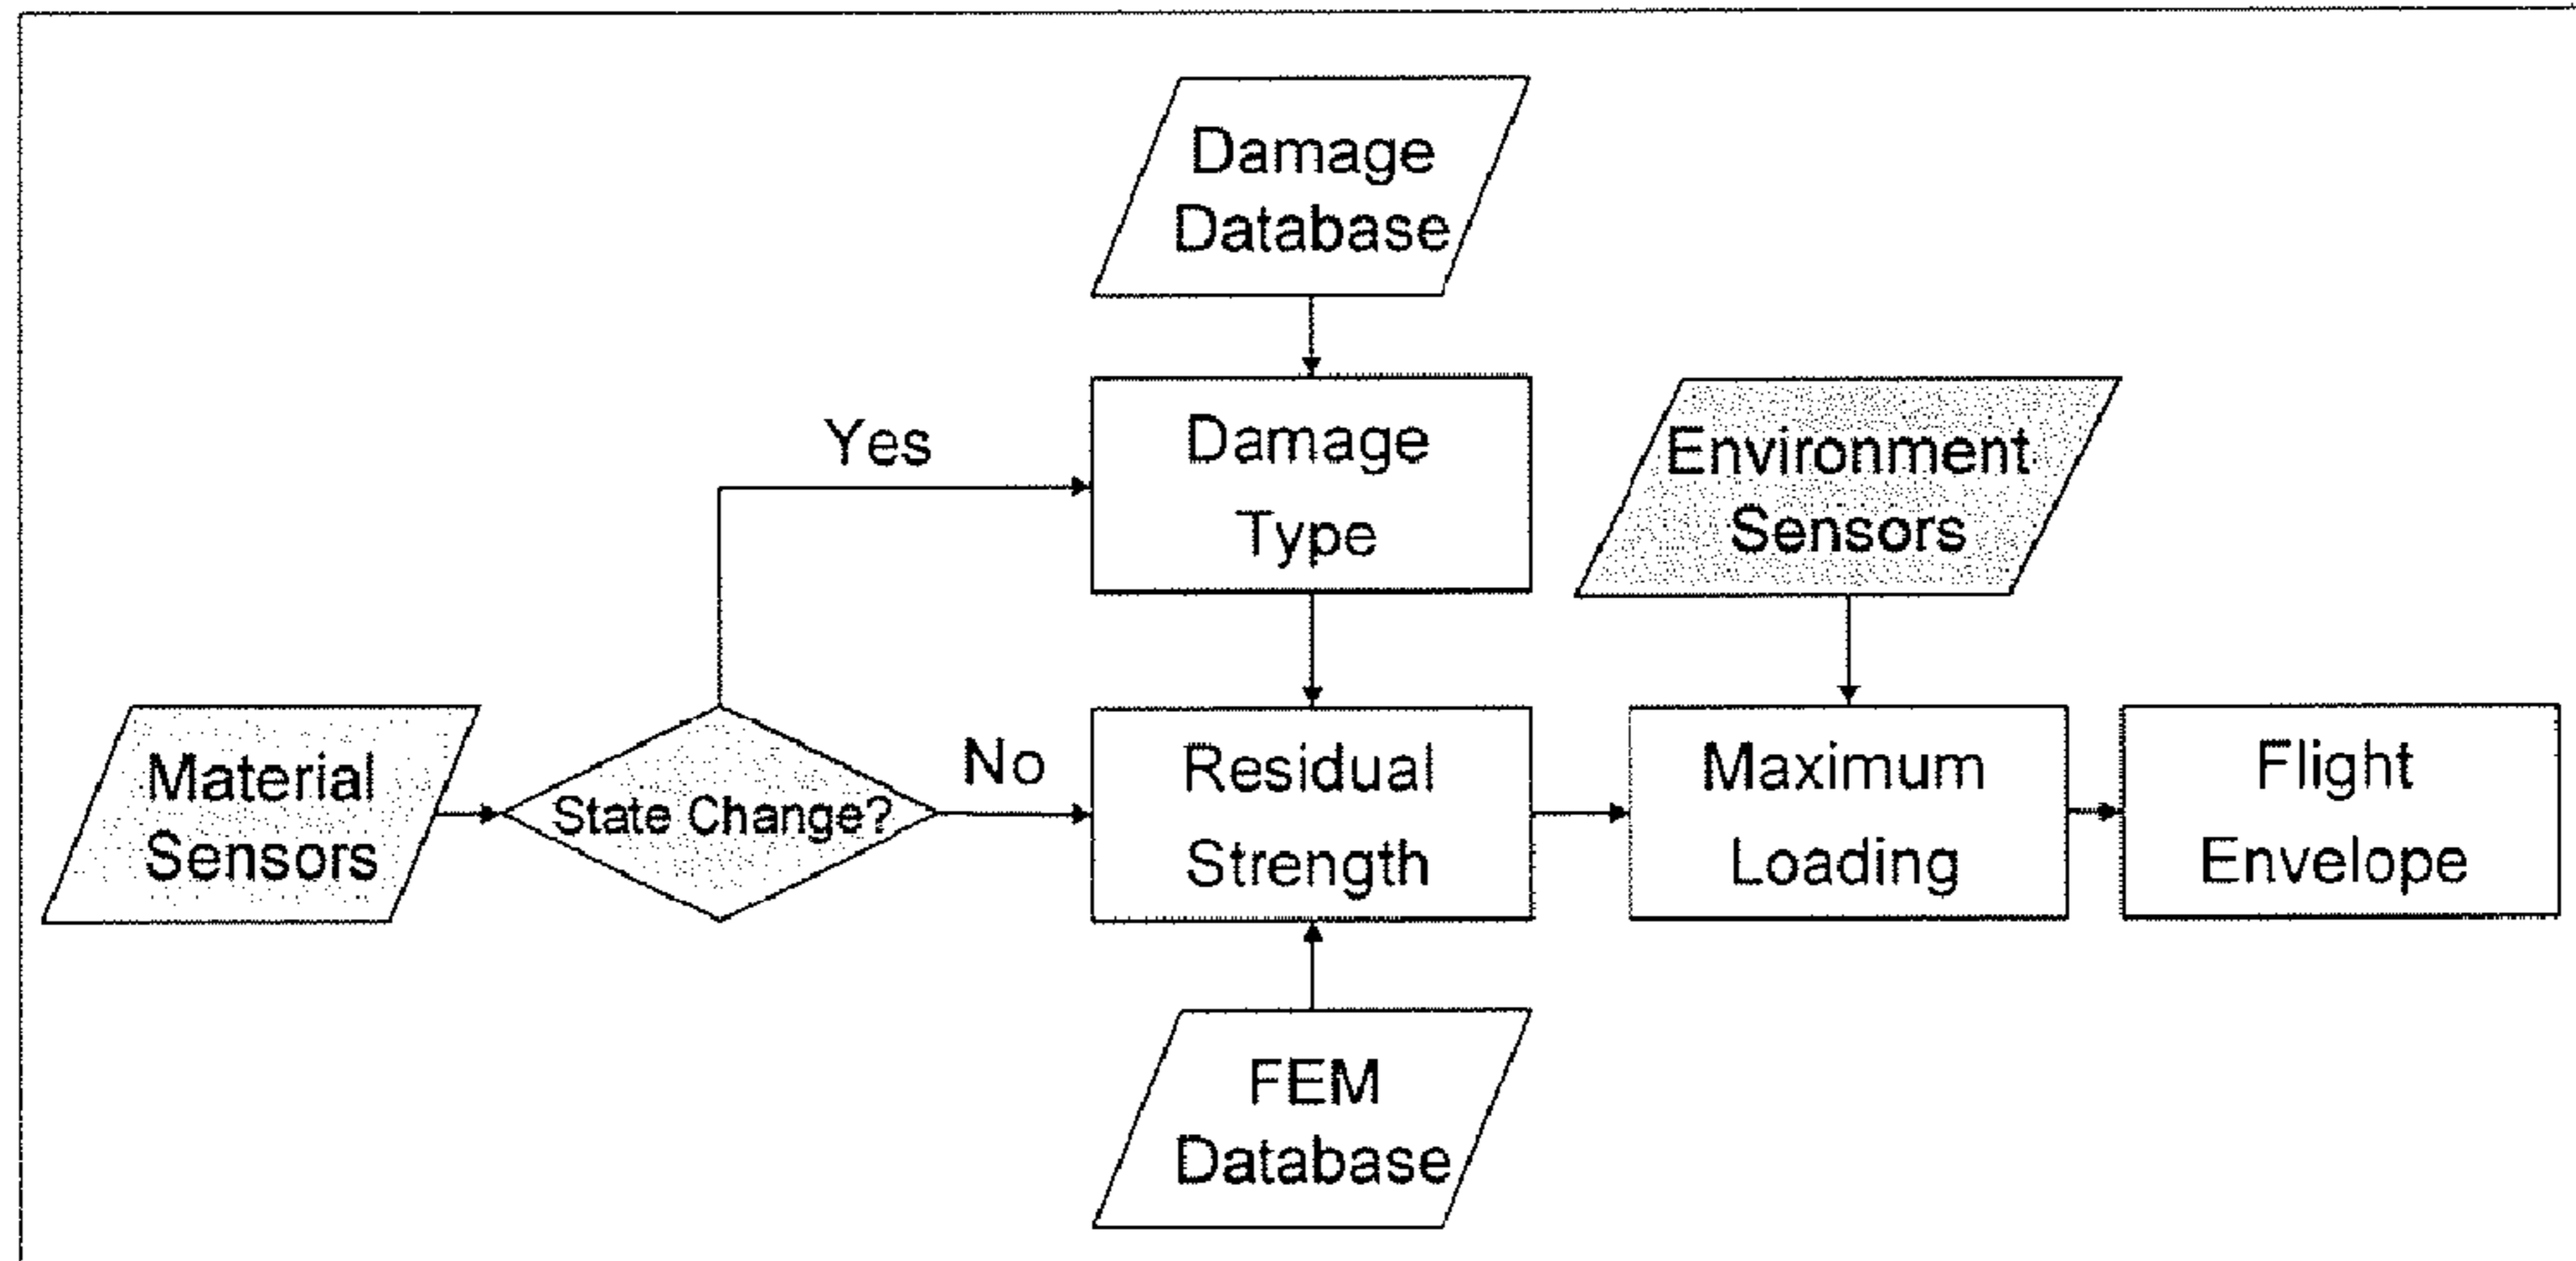 Damage
Database
Yes
Damage
Type
Environment
Sensors
Material
Sensors
State Change?
No
Residual
Strength
Maximum
Loading
Flight
Envelope
FEM
Database